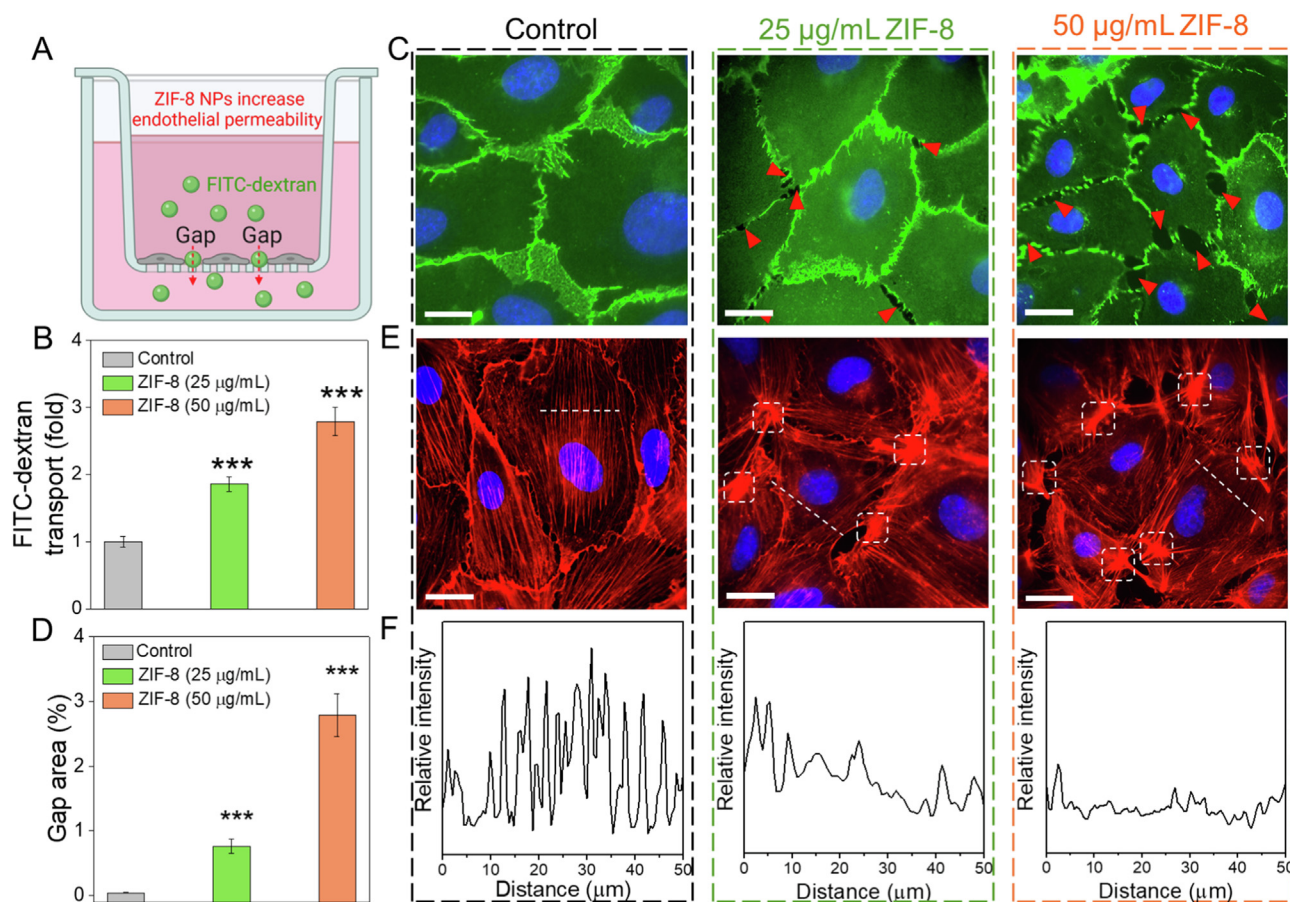 Control
25 µg/mL ZIF-8
50 µg/mL ZIF-8
A
ZIF-8 NPs increase
endothelial permeability
FITC-dextran
Gap
Gap
B
FITC-dextran
transport (fold)
4
3
2
1
0
Control
ZIF-8 (25 µg/mL)
ZIF-8 (50 µg/mL)
***
***
C
D
Gap area (%)
4
3
2
1
0
Control
ZIF-8 (25 µg/mL)
ZIF-8 (50 µg/mL)
***
***
E
F
Relative intensity
0 10 20 30 40 50
Distance (µm)
Relative intensity
0 10 20 30 40 50
Distance (µm)
Relative intensity
0 10 20 30 40 50
Distance (µm)